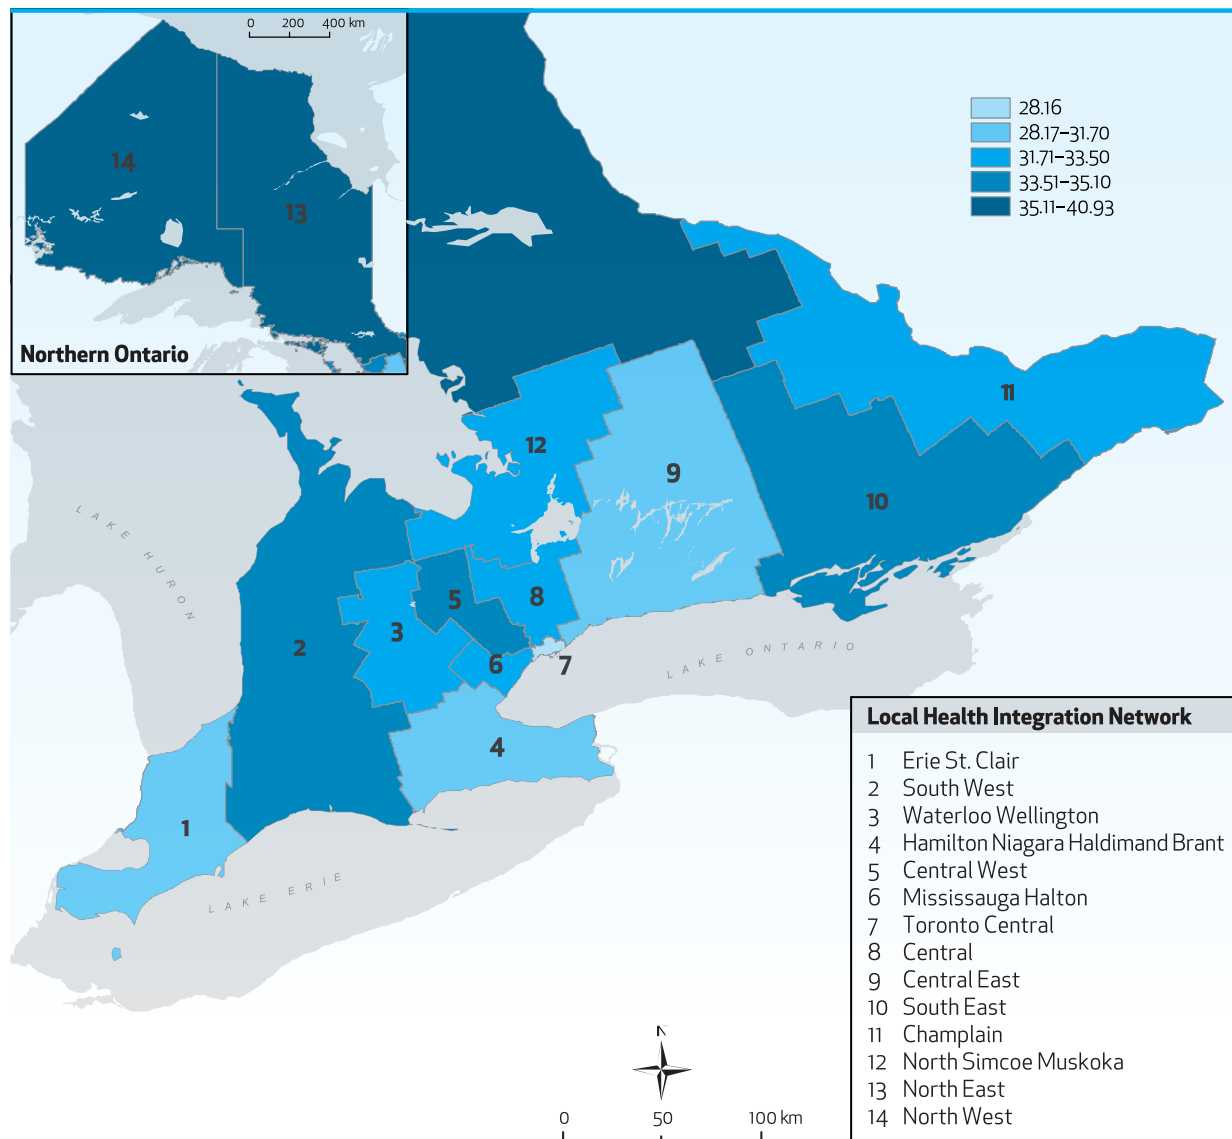 0 200 400 km
14
13
Northern Ontario
28.16
28.17–31.70
31.71–33.50
33.51–35.10
35.11–40.93
11
12
9
10
LAKE HURON
5
8
3
2
6
7
LAKE ONTARIO
4
1
LAKE ERIE
Local Health Integration Network
1 Erie St. Clair
2 South West
3 Waterloo Wellington
4 Hamilton Niagara Haldimand Brant
5 Central West
6 Mississauga Halton
7 Toronto Central
8 Central
9 Central East
10 South East
11 Champlain
12 North Simcoe Muskoka
13 North East
14 North West
N
0 50 100 km